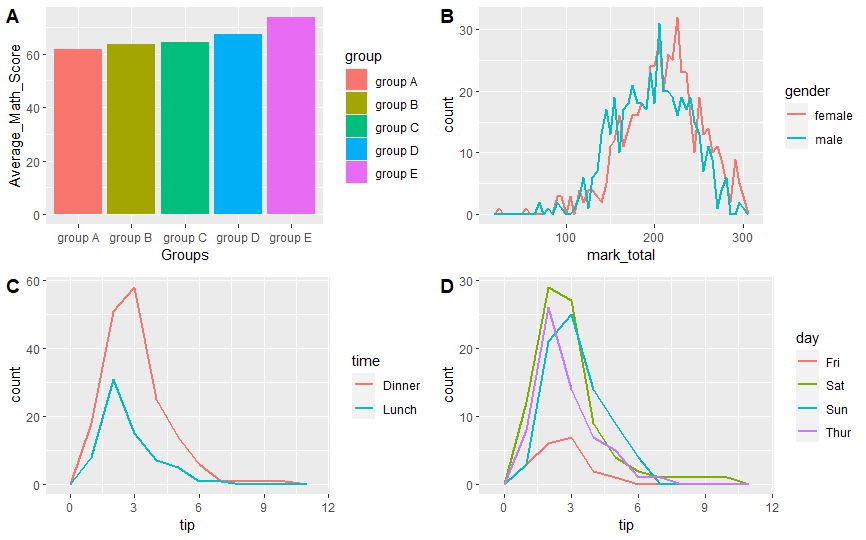 A
Average_Math_Score
60
40
20
0
group A group B group C group D group E
Groups
group
group A
group B
group C
group D
group E
B
count
30
20
10
0
100 200 300
mark_total
gender
female
male
C
count
60
40
20
0
0 3 6 9 12
tip
time
Dinner
Lunch
D
count
30
20
10
0
0 3 6 9 12
tip
day
Fri
Sat
Sun
Thur